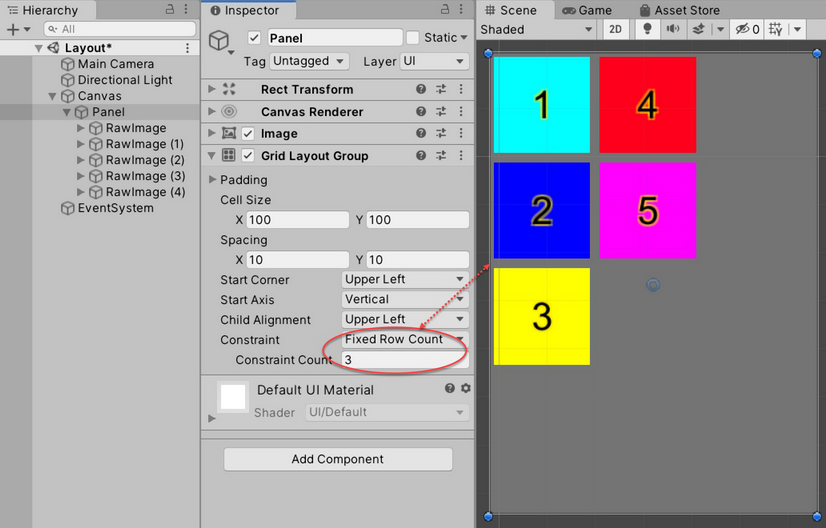 Hierarchy
All
Layout*
Main Camera
Directional Light
Canvas
Panel
RawImage
RawImage (1)
RawImage (2)
RawImage (3)
RawImage (4)
EventSystem
Inspector
Panel
Static
Tag Untagged Layer UI
Rect Transform
Canvas Renderer
Image
Grid Layout Group
Padding
Cell Size
X 100 Y 100
Spacing
X 10 Y 10
Start Corner Upper Left
Start Axis Vertical
Child Alignment Upper Left
Constraint Fixed Row Count
Constraint Count 3
Default UI Material
Shader UI/Default
Add Component
Scene Game Asset Store
Shaded 2D 0
1 4
2 5
3